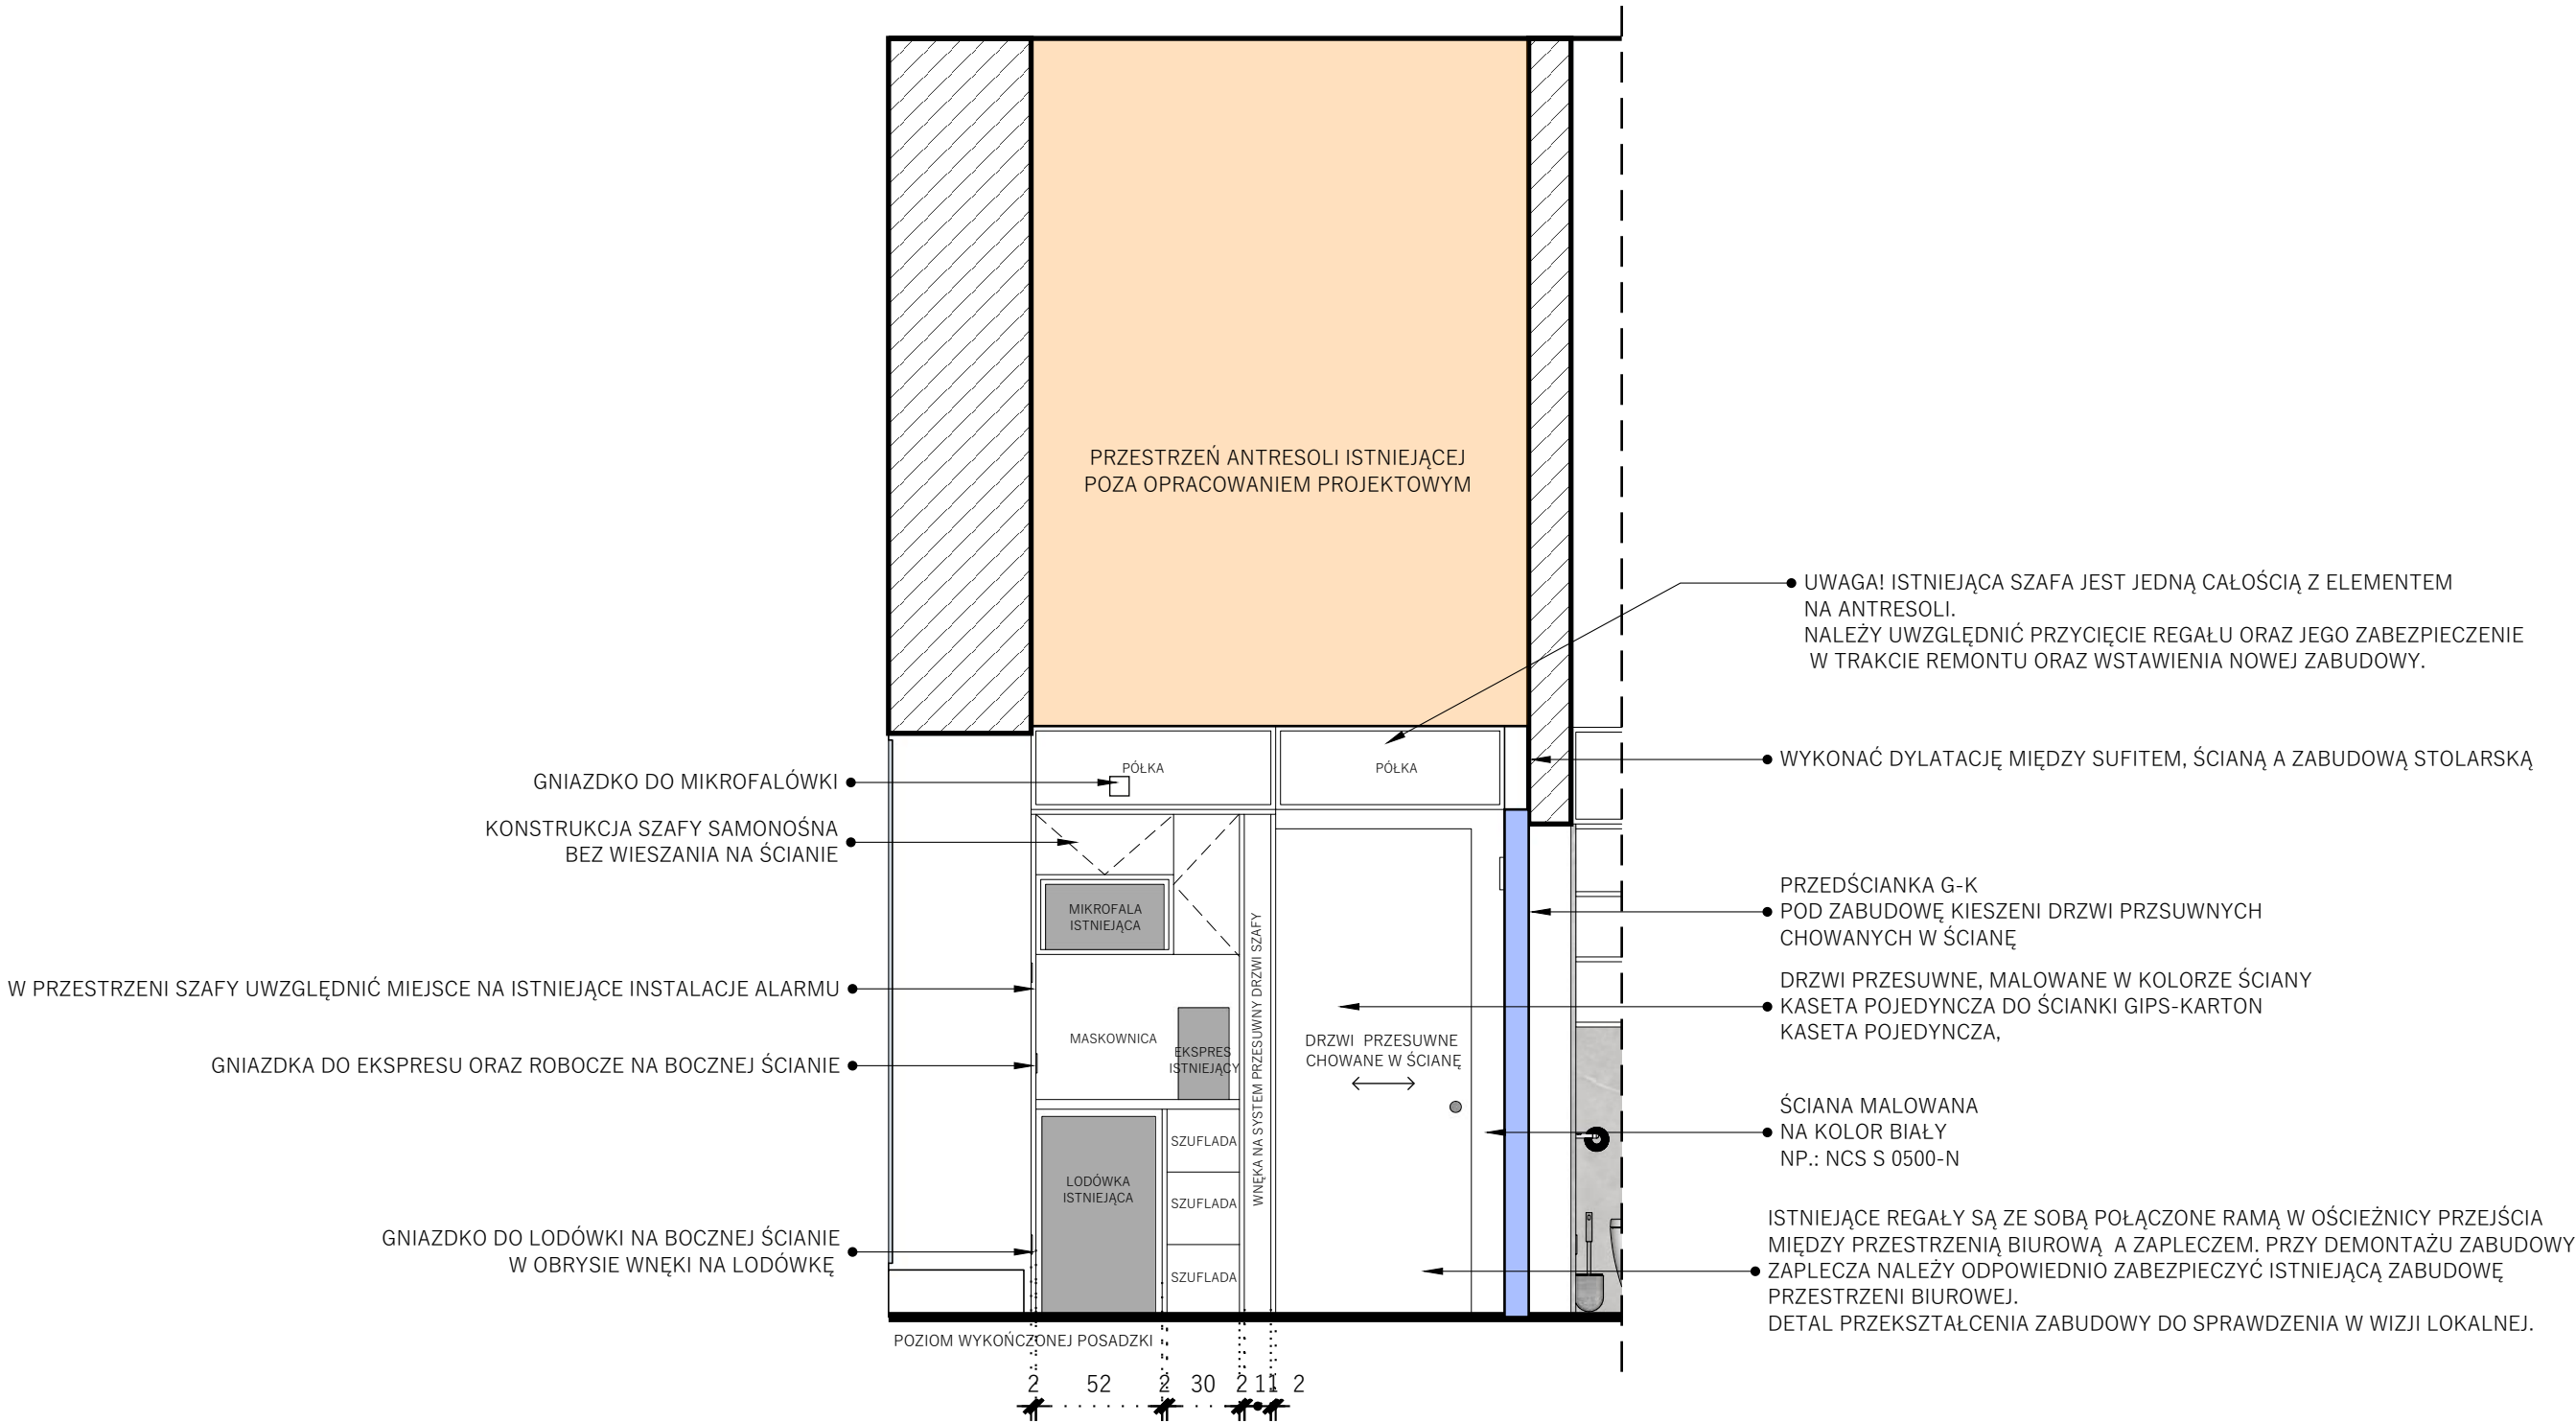 PRZESTRZEŃ ANTRESOLI ISTNIEJĄCEJ
POZA OPRACOWANIEM PROJEKTOWYM
UWAGA! ISTNIEJĄCA SZAFA JEST JEDNĄ CAŁOŚCIĄ Z ELEMENTEM
NA ANTRESOLI.
NALEŻY UWZGLĘDNIĆ PRZYCIĘCIE REGAŁU ORAZ JEGO ZABEZPIECZENIE
W TRAKCIE REMONTU ORAZ WSTAWIENIA NOWEJ ZABUDOWY.
WYKONAĆ DYLATACJĘ MIĘDZY SUFITEM, ŚCIANĄ A ZABUDOWĄ STOLARSKĄ
PRZEDŚCIANKA G-K
POD ZABUDOWĘ KIESZENI DRZWI PRZSUWNYCH
CHOWANYCH W ŚCIANĘ
DRZWI PRZESUWNE, MALOWANE W KOLORZE ŚCIANY
KASETA POJEDYNCZA DO ŚCIANKI GIPS-KARTON
KASETA POJEDYNCZA,
ŚCIANA MALOWANA
NA KOLOR BIAŁY
NP.: NCS S 0500-N
ISTNIEJĄCE REGAŁY SĄ ZE SOBĄ POŁĄCZONE RAMĄ W OŚCIEŻNICY PRZEJŚCIA
MIĘDZY PRZESTRZENIĄ BIUROWĄ A ZAPLECZEM. PRZY DEMONTAŻU ZABUDOWY
ZAPLECZA NALEŻY ODPOWIEDNIO ZABEZPIECZYĆ ISTNIEJĄCĄ ZABUDOWĘ
PRZESTRZENI BIUROWEJ.
DETAL PRZEKSZTAŁCENIA ZABUDOWY DO SPRAWDZENIA W WIZJI LOKALNEJ.
GNIAZDKO DO MIKROFALÓWKI
KONSTRUKCJA SZAFY SAMONOŚNA
BEZ WIESZANIA NA ŚCIANIE
W PRZESTRZENI SZAFY UWZGLĘDNIĆ MIEJSCE NA ISTNIEJĄCE INSTALACJE ALARMU
GNIAZDKA DO EKSPRESU ORAZ ROBOCZE NA BOCZNEJ ŚCIANIE
GNIAZDKO DO LODÓWKI NA BOCZNEJ ŚCIANIE
W OBRYSIE WNĘKI NA LODÓWKĘ
PÓŁKA
PÓŁKA
MIKROFALA
ISTNIEJĄCA
MASKOWNICA
EKSPRES
ISTNIEJĄCY
WNĘKA NA SYSTEM PRZESUWNY DRZWI SZAFY
DRZWI PRZESUWNE
CHOWANE W ŚCIANĘ
LODÓWKA
ISTNIEJĄCA
SZUFLADA
SZUFLADA
SZUFLADA
POZIOM WYKOŃCZONEJ POSADZKI
2 52 2 30 2 11 2